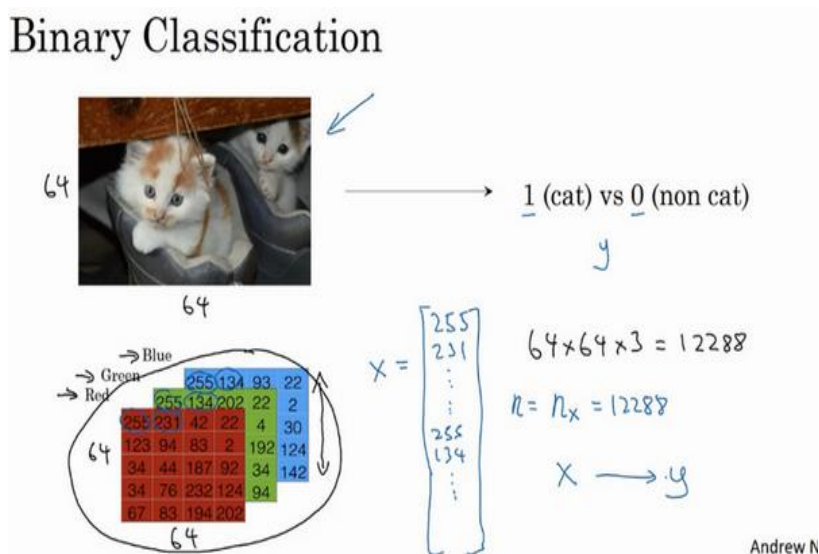 Binary Classification
64
64
1 (cat) vs 0 (non cat)
y
Blue
Green
Red
255 134 93 22
255 134 202 22 2
255 231 42 22 4 30
123 94 83 2 192 124
34 44 187 92 34 142
34 76 232 124 94
67 83 194 202
64
64
x =
255
231
⋮
⋮
255
134
⋮
64×64×3 = 12288
n = nx = 12288
x → y
Andrew N